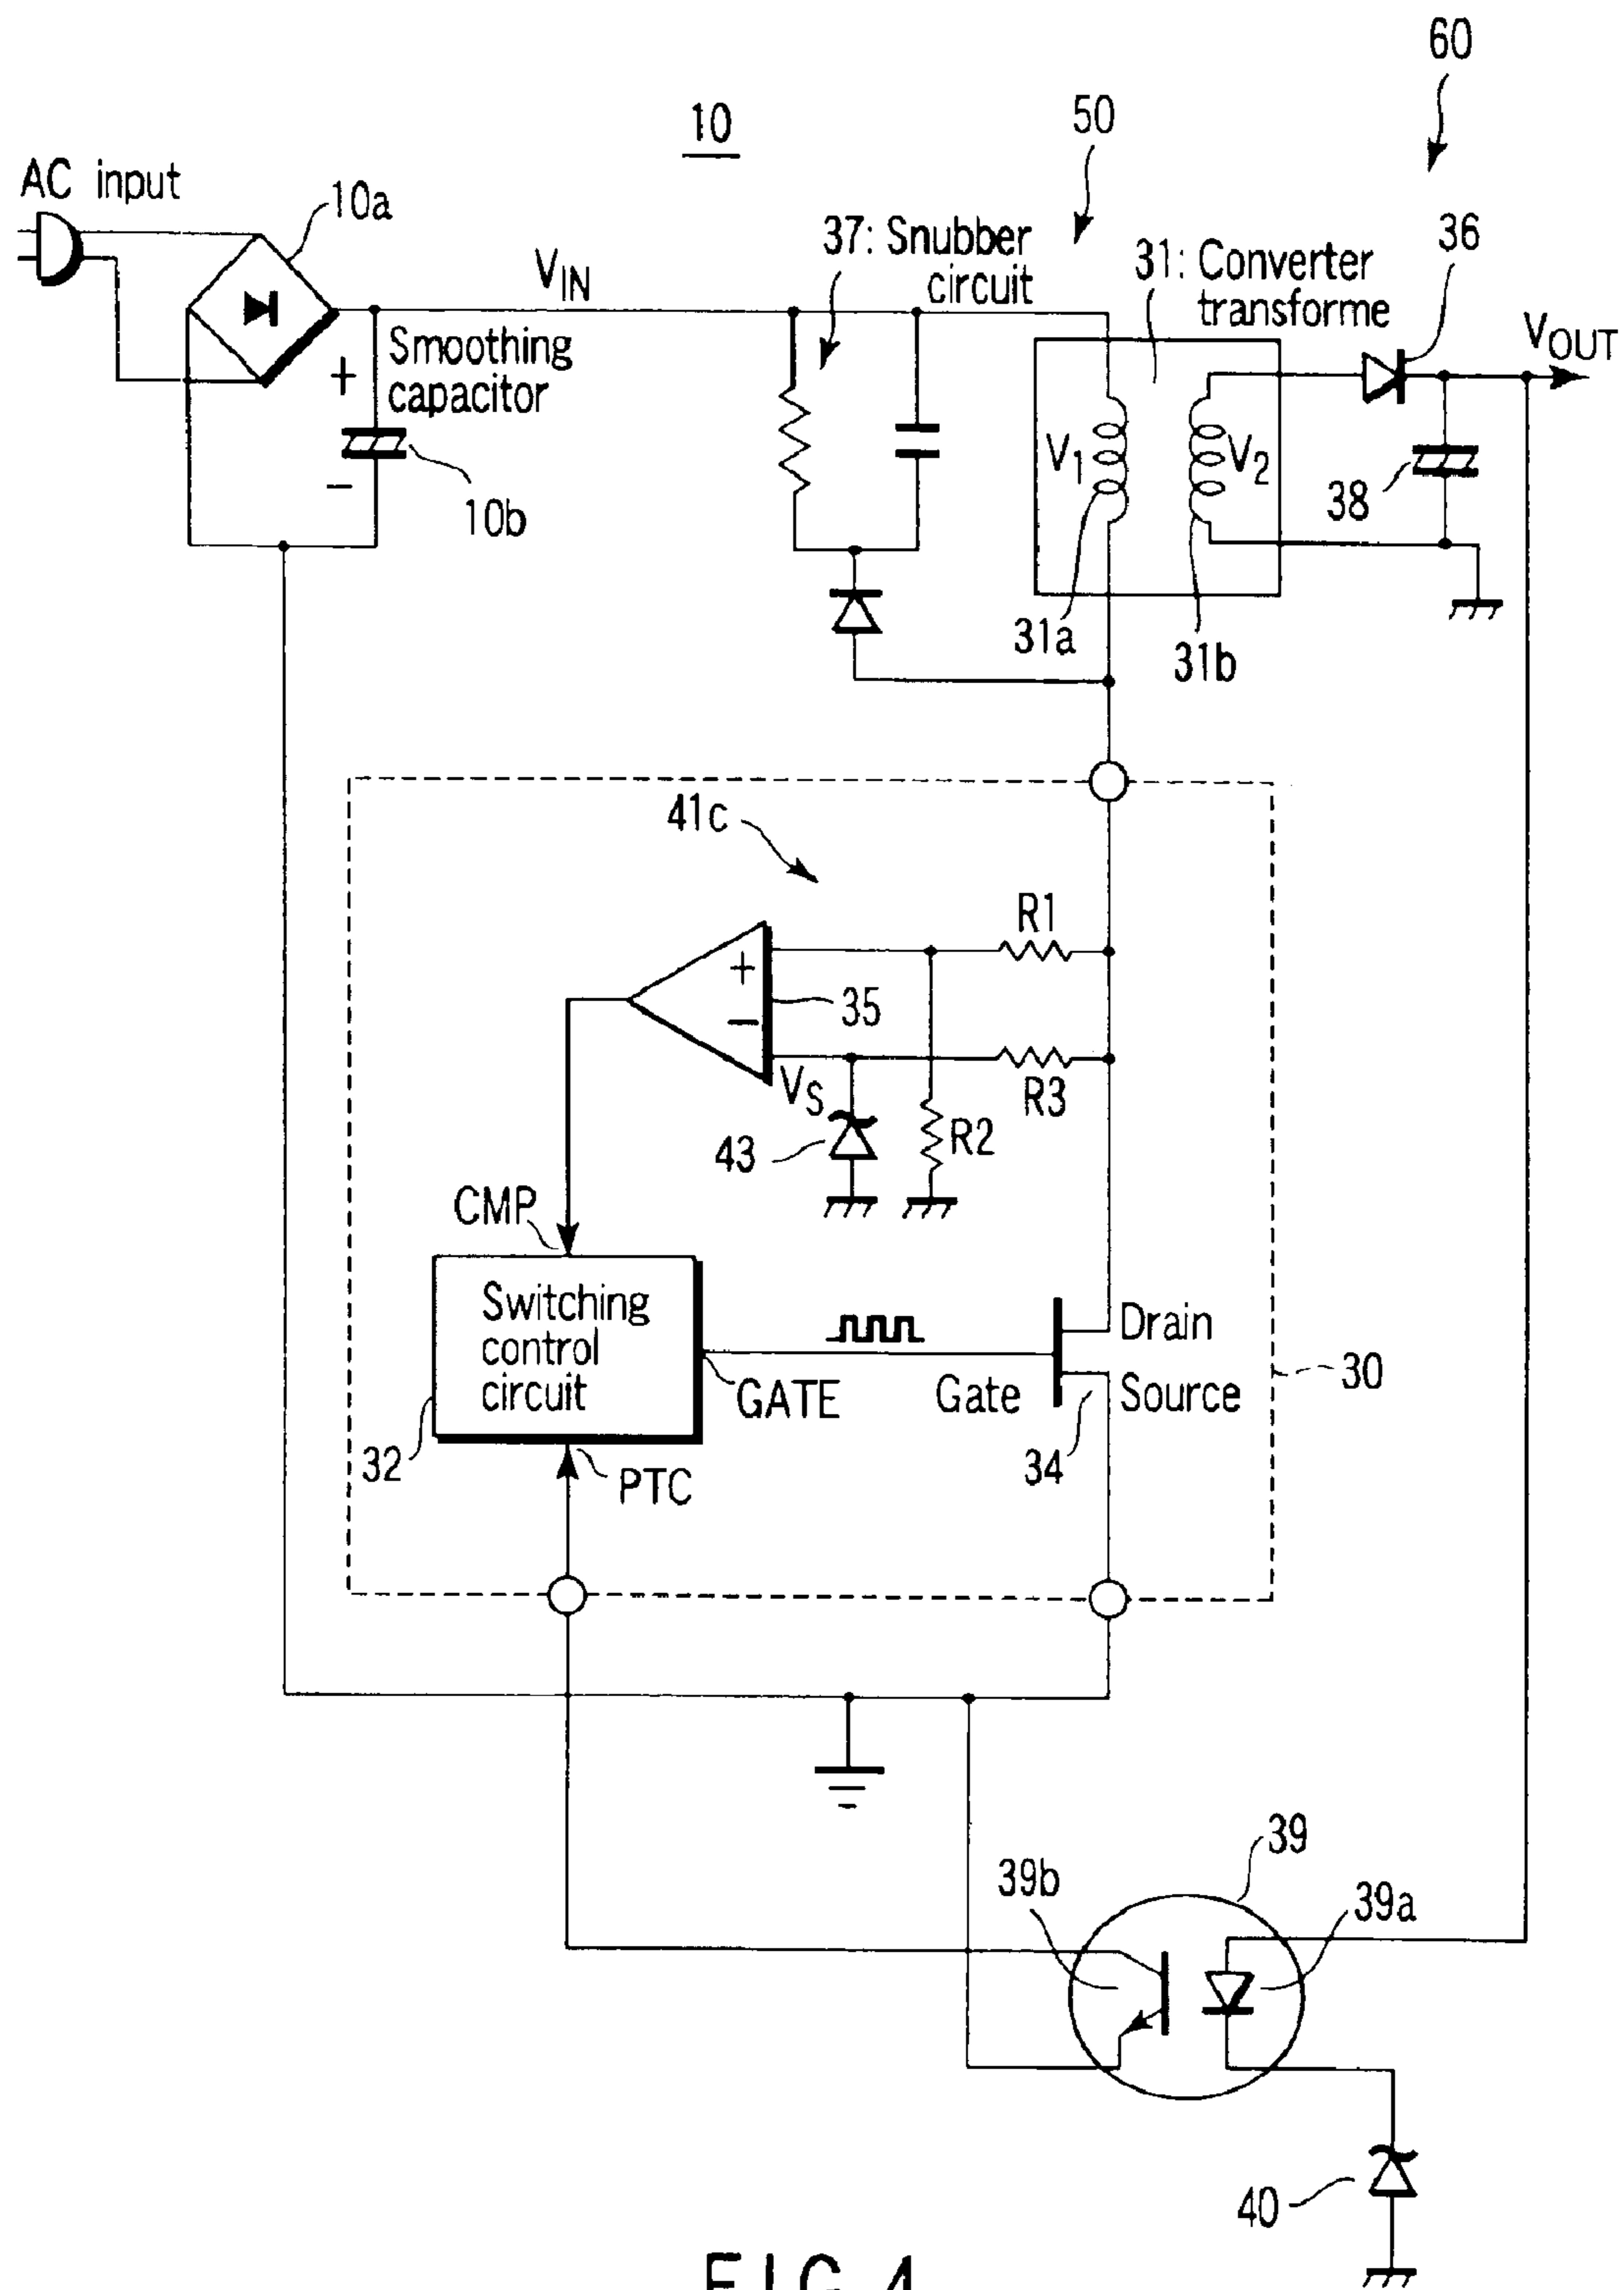 60
10
50
AC input
10a
37: Snubber
circuit
36
VIN
31: Converter
transforme
VOUT
+
Smoothing
capacitor
−
10b
V1
V2
38
31a
31b
41c
R1
+
35
−
VS
R3
43
R2
CMP
Switching
control
circuit
Drain
GATE
Gate
Source
30
32
PTC
34
39
39b
39a
40
FIG. 4